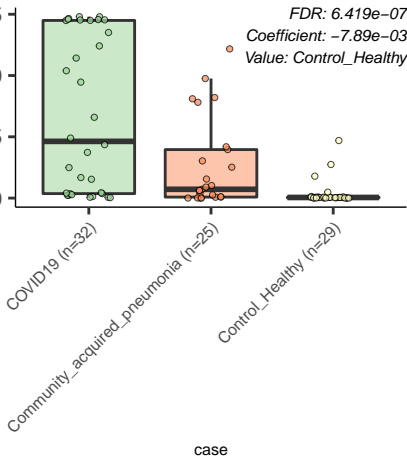 FDR: 6.419e−07
Coefficient: −7.89e−03
Value: Control_Healthy
COVID19 (n=32)
Community_acquired_pneumonia (n=25)
Control_Healthy (n=29)
case